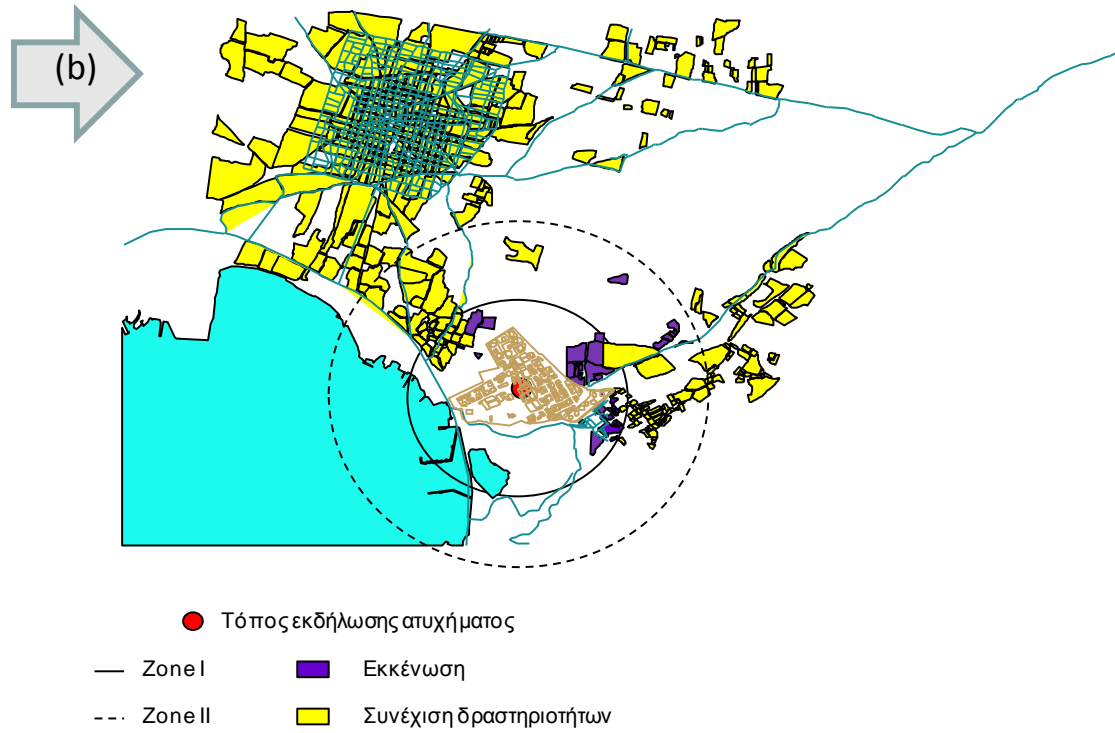 (b)
Τόπος εκδήλωσης ατυχήματος
Zone I
Εκκένωση
Zone II
Συνέχιση δραστηριοτήτων